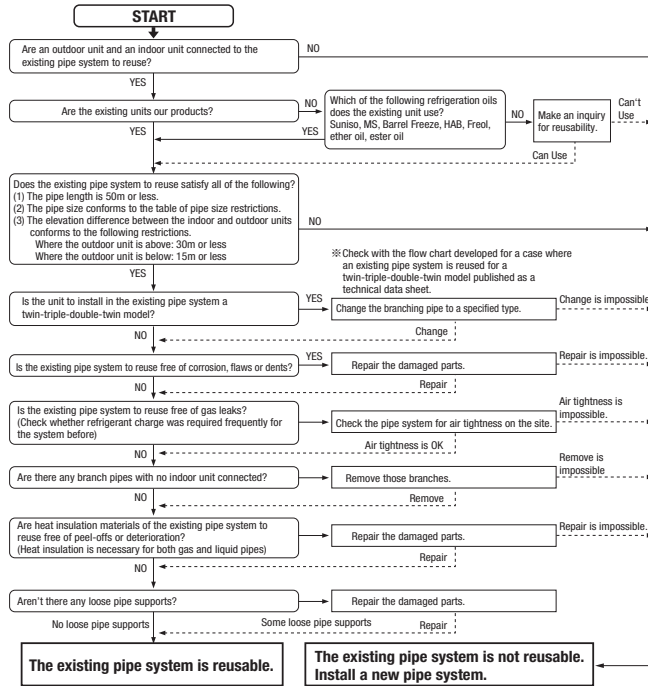 START
Are an outdoor unit and an indoor unit connected to the
existing pipe system to reuse?
NO
YES
Are the existing units our products?
NO
Which of the following refrigeration oils
does the existing unit use?
Suniso, MS, Barrel Freeze, HAB, Freol,
ether oil, ester oil
NO
Make an inquiry
for reusability.
Can't
Use
YES
YES
Can Use
Does the existing pipe system to reuse satisfy all of the following?
(1) The pipe length is 50m or less.
(2) The pipe size conforms to the table of pipe size restrictions.
(3) The elevation difference between the indoor and outdoor units
conforms to the following restrictions.
Where the outdoor unit is above: 30m or less
Where the outdoor unit is below: 15m or less
NO
YES
※Check with the flow chart developed for a case where
an existing pipe system is reused for a
twin-triple-double-twin model published as a
technical data sheet.
Is the unit to install in the existing pipe system a
twin-triple-double-twin model?
YES
Change the branching pipe to a specified type.
Change is impossible.
NO
Change
Is the existing pipe system to reuse free of corrosion, flaws or dents?
YES
Repair the damaged parts.
Repair is impossible.
NO
Repair
Is the existing pipe system to reuse free of gas leaks?
(Check whether refrigerant charge was required frequently for
the system before)
Check the pipe system for air tightness on the site.
Air tightness is
impossible.
NO
Air tightness is OK
Are there any branch pipes with no indoor unit connected?
Remove those branches.
Remove is
impossible
NO
Remove
Are heat insulation materials of the existing pipe system to
reuse free of peel-offs or deterioration?
(Heat insulation is necessary for both gas and liquid pipes)
Repair the damaged parts.
Repair is impossible.
NO
Repair
Aren't there any loose pipe supports?
Repair the damaged parts.
No loose pipe supports
Some loose pipe supports
Repair
The existing pipe system is reusable.
The existing pipe system is not reusable.
Install a new pipe system.